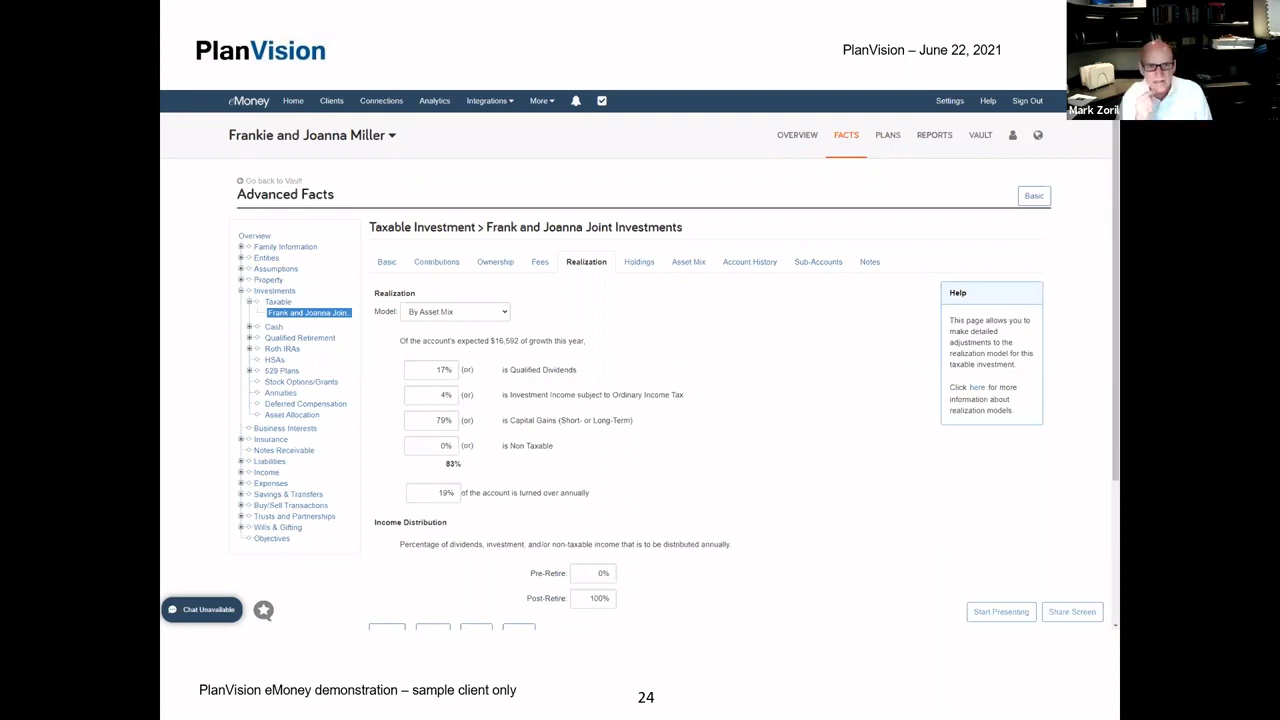 PlanVision
PlanVision – June 22, 2021
Mark Zoril
eMoney Home Clients Connections Analytics Integrations More Settings Help Sign Out
Frankie and Joanna Miller
OVERVIEW FACTS PLANS REPORTS VAULT
Go back to Vault
Advanced Facts
Basic
Overview
Family Information
Entities
Assumptions
Property
Investments
Taxable
Frank and Joanna Join
Cash
Qualified Retirement
Roth IRAs
HSAs
529 Plans
Stock Options/Grants
Annuities
Deferred Compensation
Asset Allocation
Business Interests
Insurance
Notes Receivable
Liabilities
Income
Expenses
Savings & Transfers
Buy/Sell Transactions
Trusts and Partnerships
Wills & Gifting
Objectives
Taxable Investment > Frank and Joanna Joint Investments
Basic Contributions Ownership Fees Realization Holdings Asset Mix Account History Sub-Accounts Notes
Realization
Model: By Asset Mix
Of the account's expected $16,592 of growth this year,
17% (or) is Qualified Dividends
4% (or) is Investment Income subject to Ordinary Income Tax
79% (or) is Capital Gains (Short- or Long-Term)
0% (or) is Non Taxable
83%
19% of the account is turned over annually
Income Distribution
Percentage of dividends, investment, and/or non-taxable income that is to be distributed annually.
Pre-Retire: 0%
Post-Retire: 100%
Help
This page allows you to
make detailed
adjustments to the
realization model for this
taxable investment.
Click here for more
information about
realization models.
Chat Unavailable
Start Presenting Share Screen
PlanVision eMoney demonstration – sample client only
24